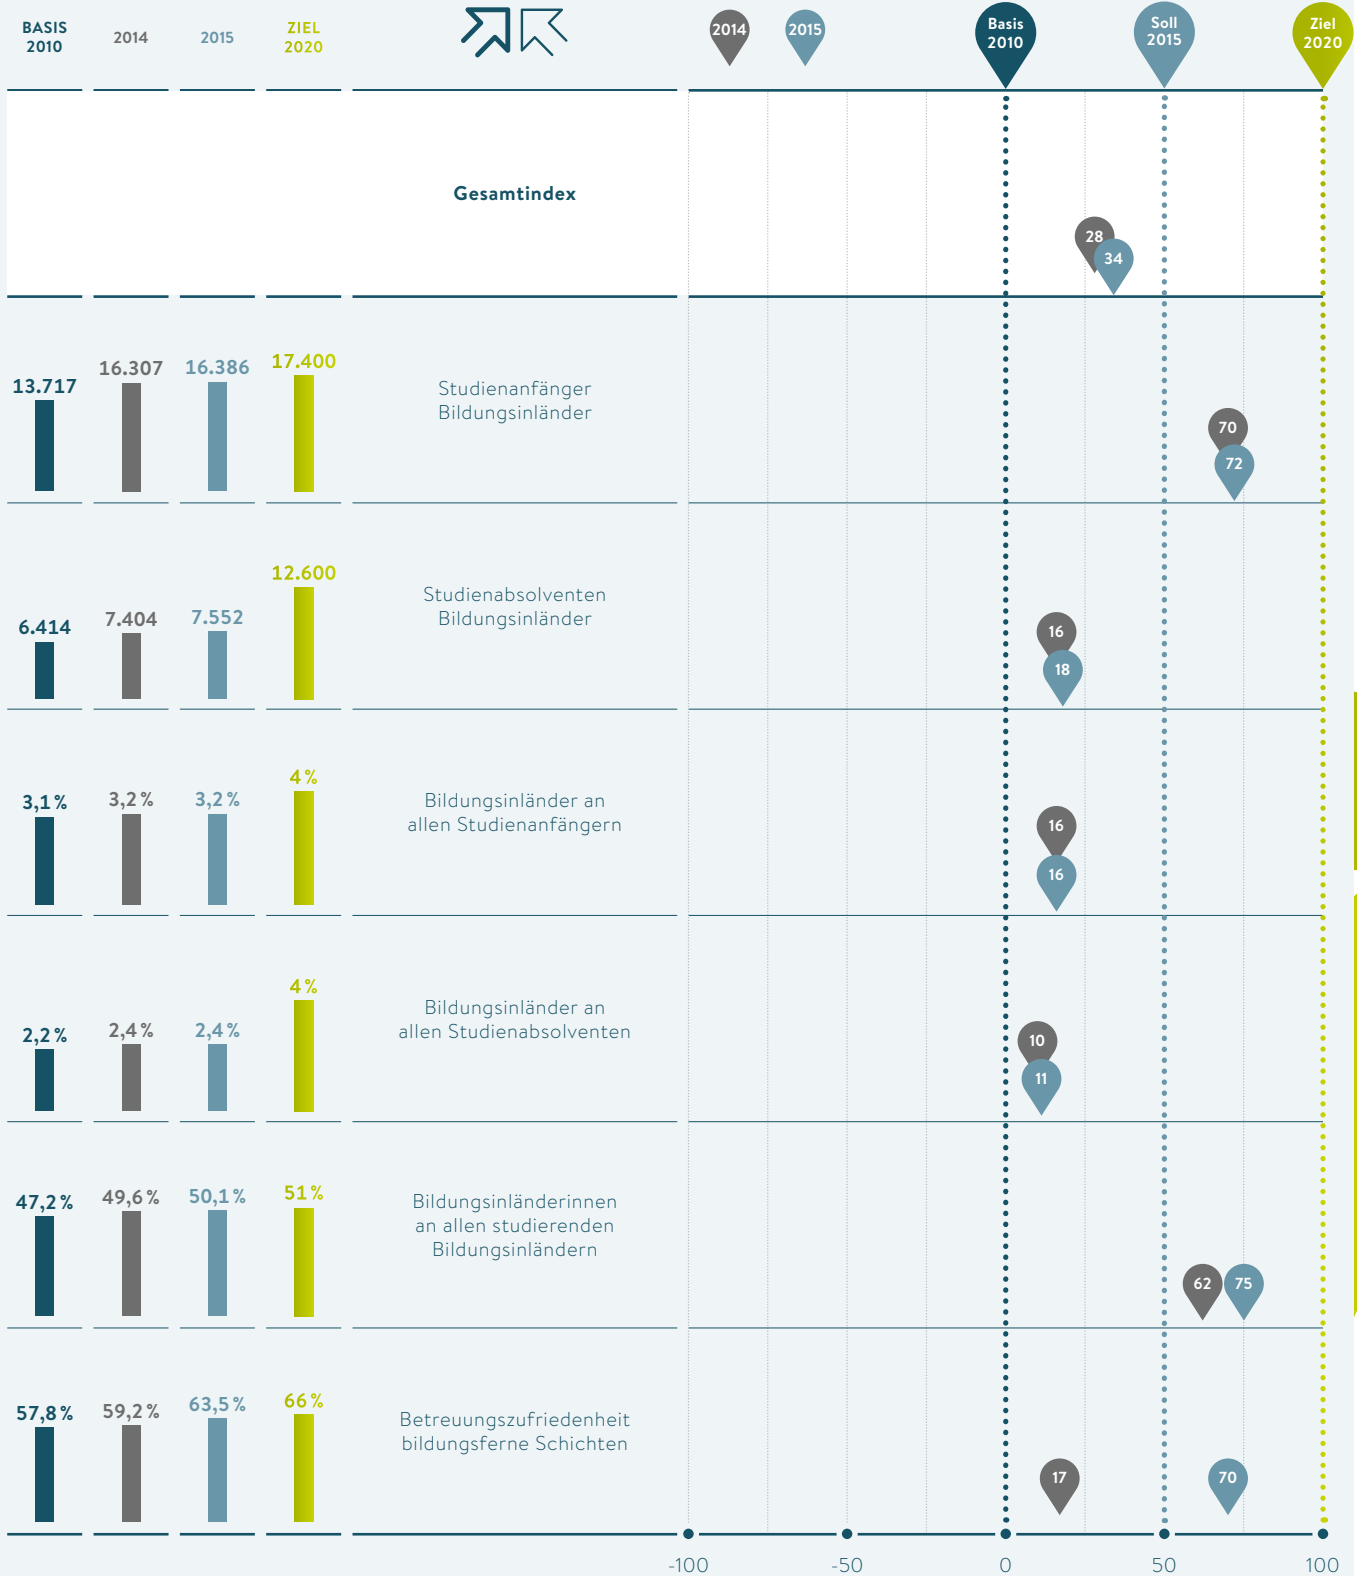 BASIS
2010
2014
2015
ZIEL
2020
2014
2015
Basis
2010
Soll
2015
Ziel
2020
Gesamtindex
28
34
13.717
16.307
16.386
17.400
Studienanfänger
Bildungsinländer
70
72
6.414
7.404
7.552
12.600
Studienabsolventen
Bildungsinländer
16
18
3,1 %
3,2 %
3,2 %
4 %
Bildungsinländer an
allen Studienanfängern
16
16
2,2 %
2,4 %
2,4 %
4 %
Bildungsinländer an
allen Studienabsolventen
10
11
47,2 %
49,6 %
50,1 %
51 %
Bildungsinländerinnen
an allen studierenden
Bildungsinländern
62
75
57,8 %
59,2 %
63,5 %
66 %
Betreuungszufriedenheit
bildungsferne Schichten
17
70
-100
-50
0
50
100